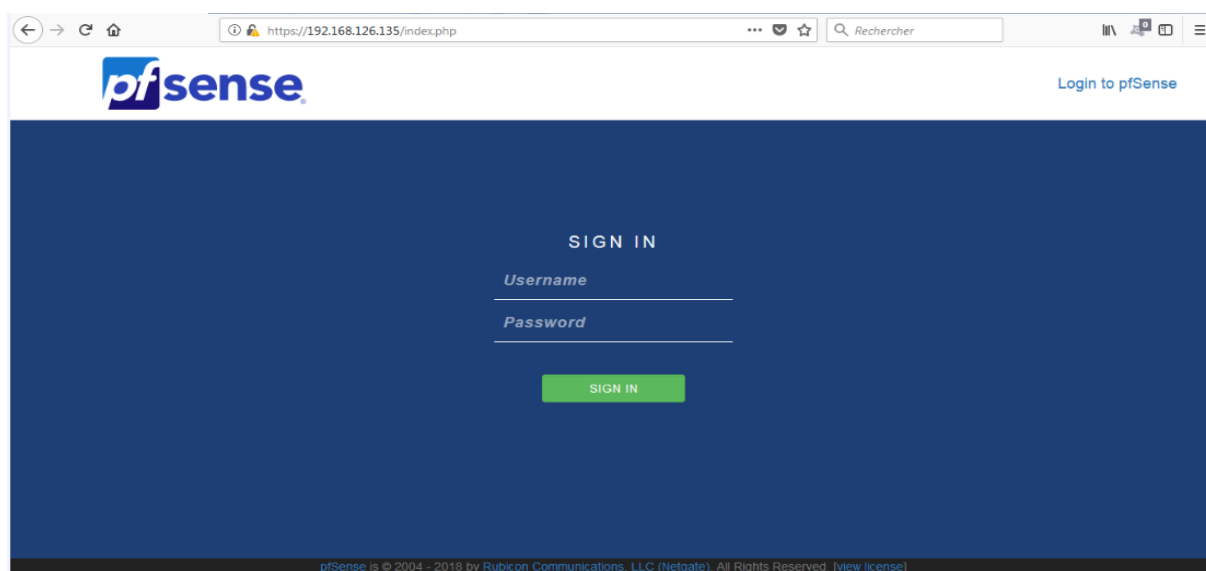 https://192.168.126.135/index.php
Rechercher
0
pfsense
Login to pfSense
SIGN IN
Username
Password
SIGN IN
pfSense is © 2004 - 2018 by Rubicon Communications, LLC (Netgate). All Rights Reserved. [view license]